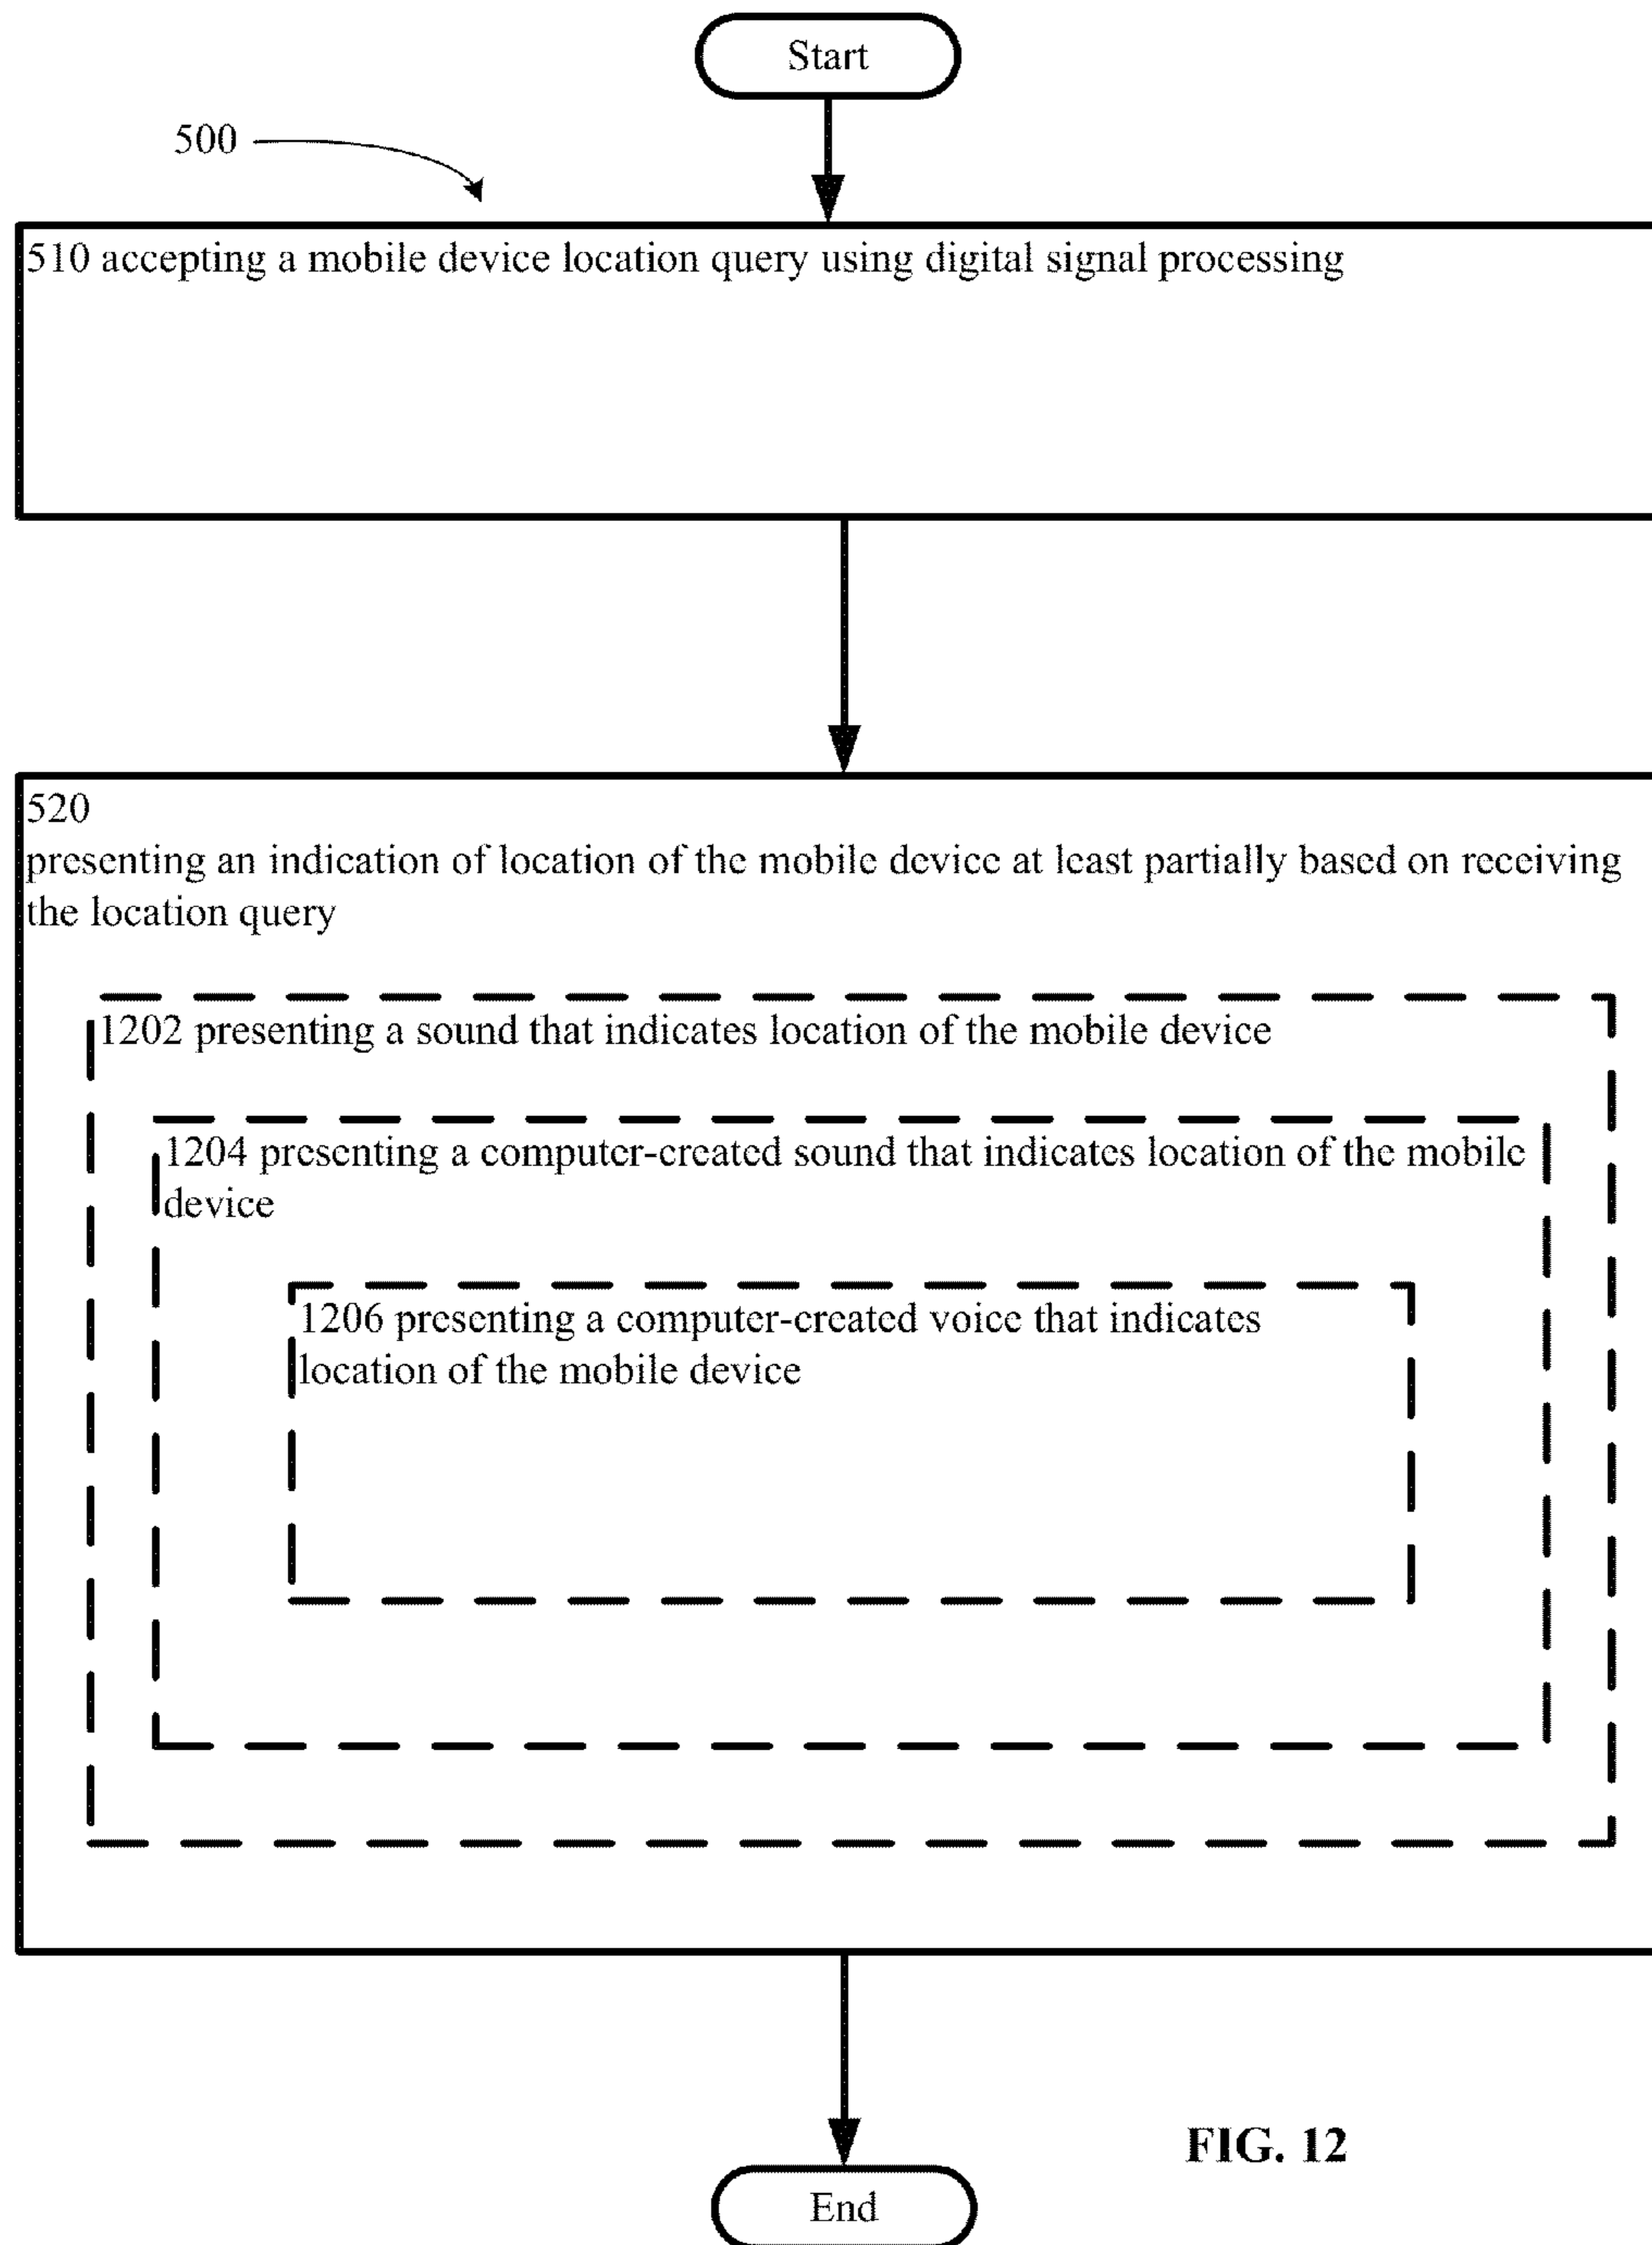 Start
500
510 accepting a mobile device location query using digital signal processing
520
presenting an indication of location of the mobile device at least partially based on receiving
the location query
1202 presenting a sound that indicates location of the mobile device
1204 presenting a computer-created sound that indicates location of the mobile
device
1206 presenting a computer-created voice that indicates
location of the mobile device
FIG. 12
End